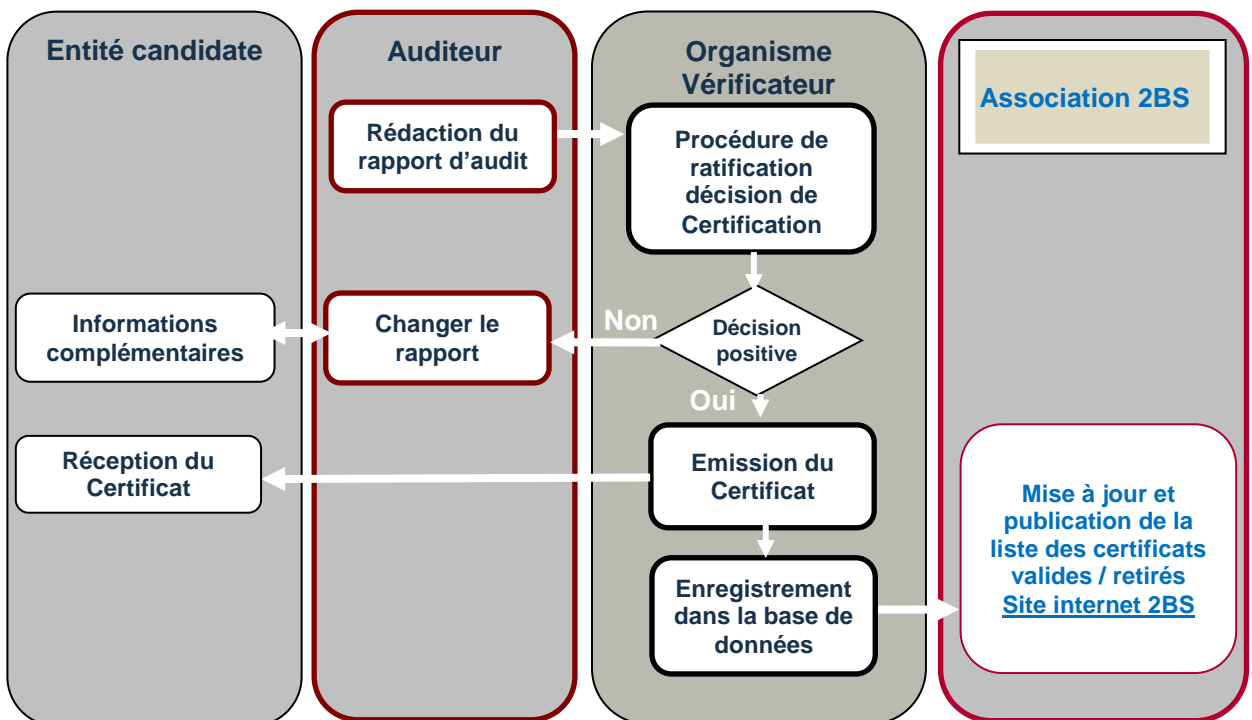 Entité candidate
Auditeur
Organisme
Vérificateur
Association 2BS
Rédaction du
rapport d’audit
Procédure de
ratification
décision de
Certification
Informations
complémentaires
Changer le
rapport
Non
Décision
positive
Oui
Réception du
Certificat
Emission du
Certificat
Enregistrement
dans la base de
données
Mise à jour et
publication de la
liste des certificats
valides / retirés
Site internet 2BS